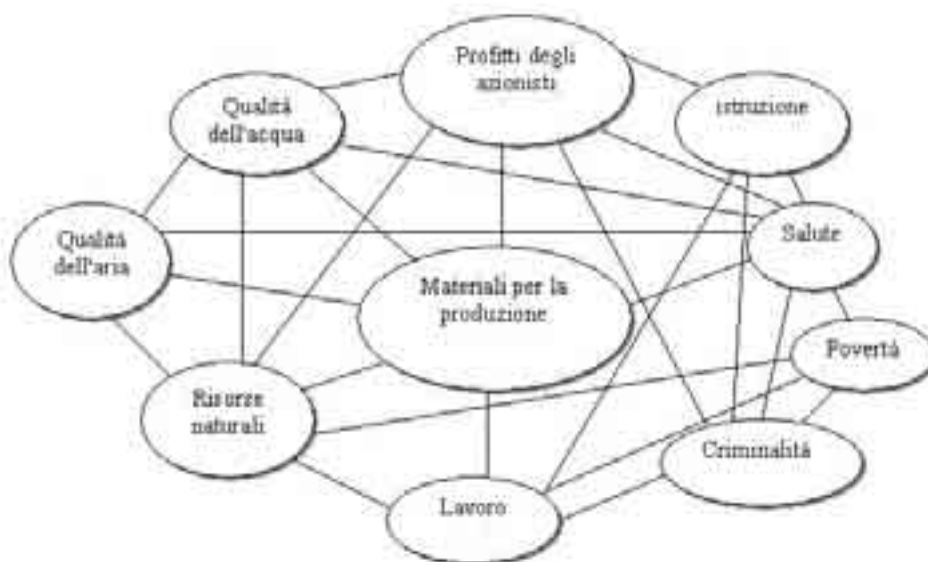 Profitti degli
azionisti
Qualità
dell'acqua
istruzione
Qualità
dell'aria
Salute
Materiali per la
produzione
Povertà
Risorze
naturali
Criminalità
Lavoro